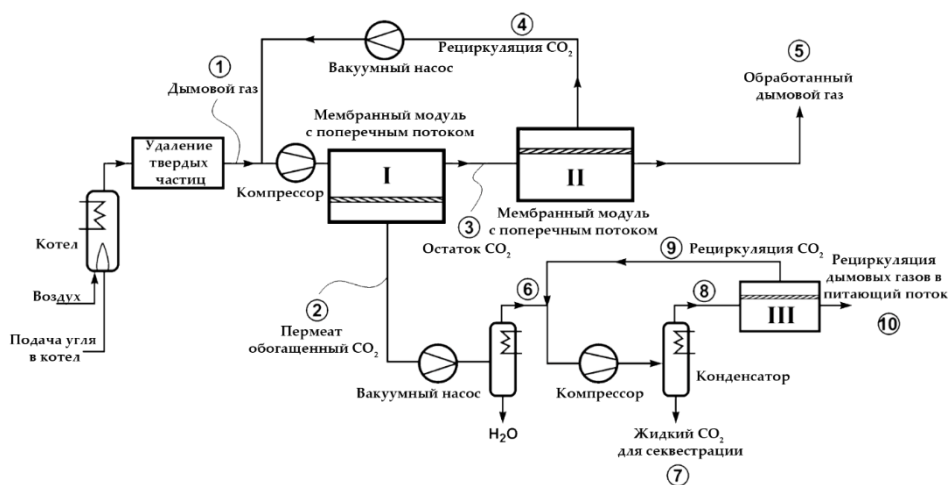 ④
Рециркуляция CO₂
Вакуумный насос
⑤
Обработанный
дымовой газ
①
Дымовой газ
Мембранный модуль
с поперечным потоком
Удаление
твердых
частиц
Компрессор
I
II
Котел
③
Остаток CO₂
Мембранный модуль
с поперечным потоком
Воздух
Подача угля
в котел
②
Пермеат
обогащенный CO₂
⑨ Рециркуляция CO₂
Рециркуляция
дымовых газов в
питающий поток
⑩
⑥
⑧
III
Вакуумный насос
Компрессор
Конденсатор
H₂O
Жидкий CO₂
для секвестрации
⑦